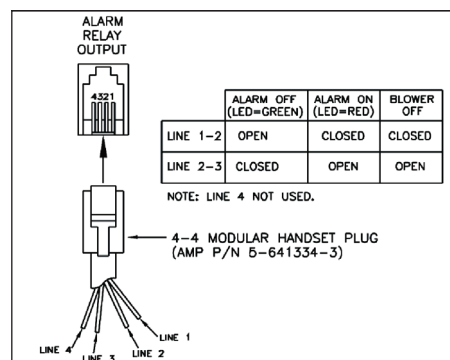 ALARM
RELAY
OUTPUT
4321
ALARM OFF (LED=GREEN) ALARM ON (LED=RED) BLOWER OFF
LINE 1-2 OPEN CLOSED CLOSED
LINE 2-3 CLOSED OPEN OPEN
NOTE: LINE 4 NOT USED.
4-4 MODULAR HANDSET PLUG
(AMP P/N 5-641334-3)
LINE 1
LINE 2
LINE 3
LINE 4